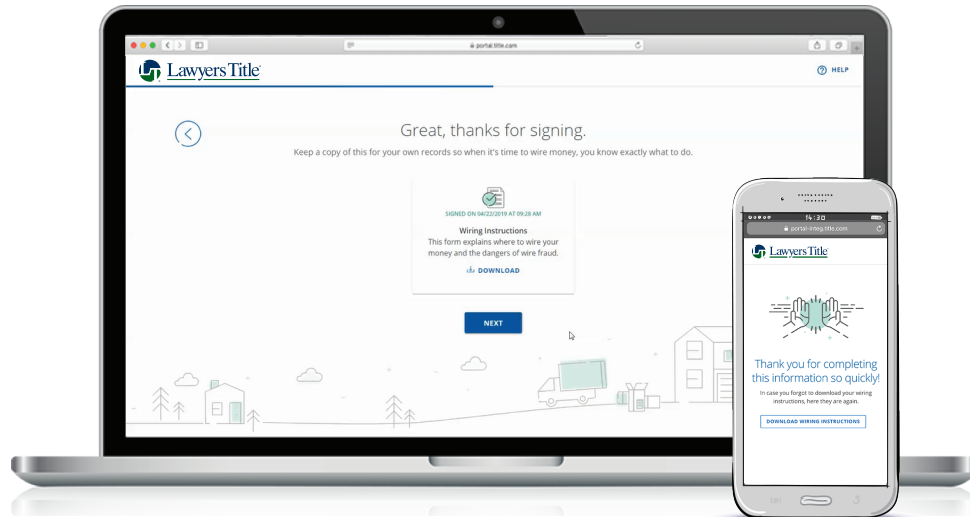 portal.title.com
Lawyers Title
HELP
Great, thanks for signing.
Keep a copy of this for your own records so when it's time to wire money, you know exactly what to do.
SIGNED ON 04/22/2019 AT 09:28 AM
Wiring Instructions
This form explains where to wire your
money and the dangers of wire fraud.
DOWNLOAD
NEXT
14:30
portal-integ.title.com
Lawyers Title
Thank you for completing
this information so quickly!
In case you forgot to download your wiring
instructions, here they are again.
DOWNLOAD WIRING INSTRUCTIONS